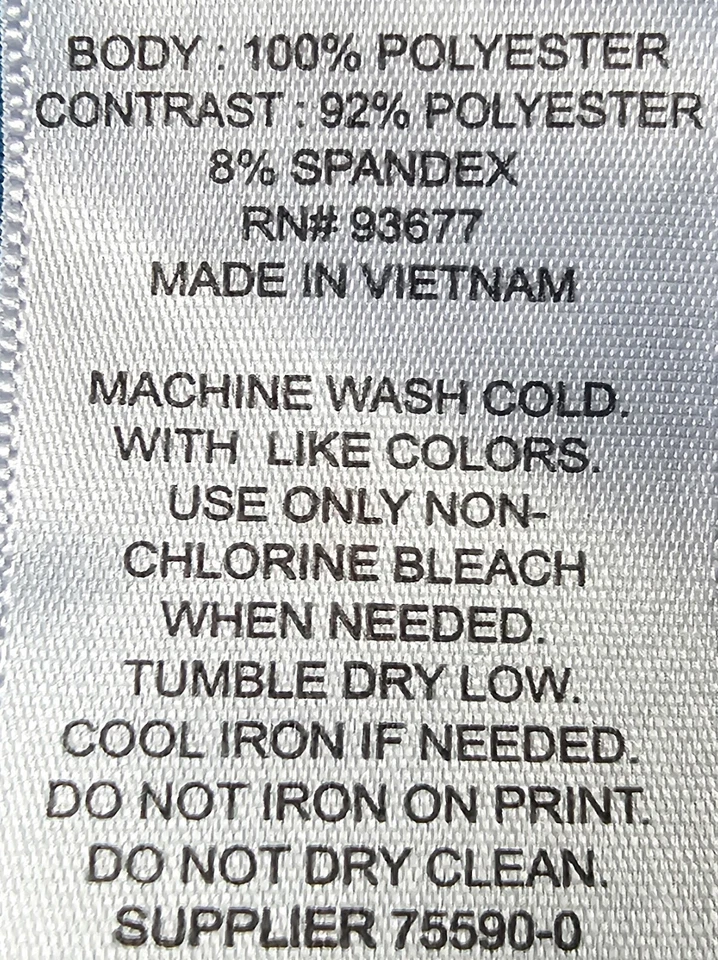 BODY : 100% POLYESTER
CONTRAST : 92% POLYESTER
8% SPANDEX
RN# 93677
MADE IN VIETNAM
MACHINE WASH COLD.
WITH LIKE COLORS.
USE ONLY NON-
CHLORINE BLEACH
WHEN NEEDED.
TUMBLE DRY LOW.
COOL IRON IF NEEDED.
DO NOT IRON ON PRINT.
DO NOT DRY CLEAN.
SUPPLIER 75590-0